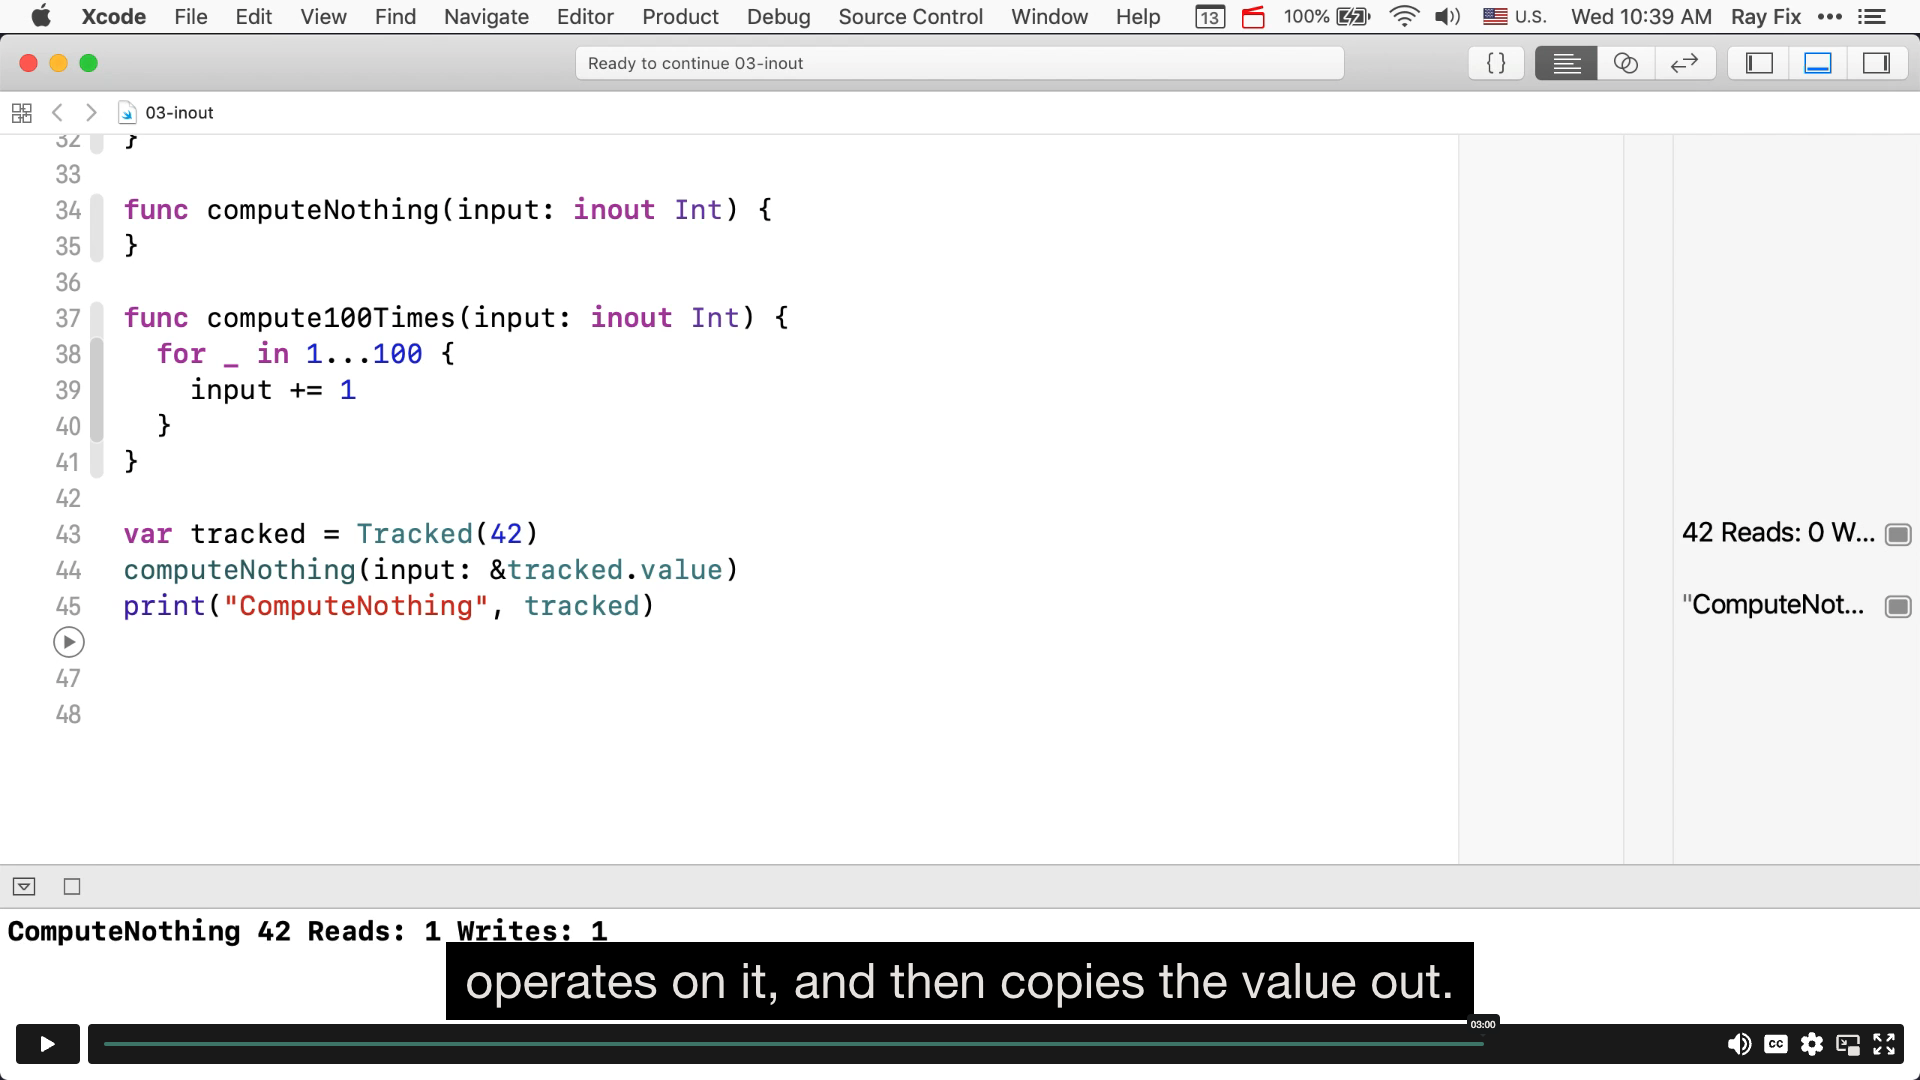 Xcode File Edit View Find Navigate Editor Product Debug Source Control Window Help 13 100% U.S. Wed 10:39 AM Ray Fix
Ready to continue 03-inout
{ }
03-inout
32 }
33
34 func computeNothing(input: inout Int) {
35 }
36
37 func compute100Times(input: inout Int) {
38 for _ in 1...100 {
39 input += 1
40 }
41 }
42
43 var tracked = Tracked(42)
42 Reads: 0 W...
44 computeNothing(input: &tracked.value)
45 print("ComputeNothing", tracked)
"ComputeNot...
47
48
ComputeNothing 42 Reads: 1 Writes: 1
operates on it, and then copies the value out.
03:00
CC